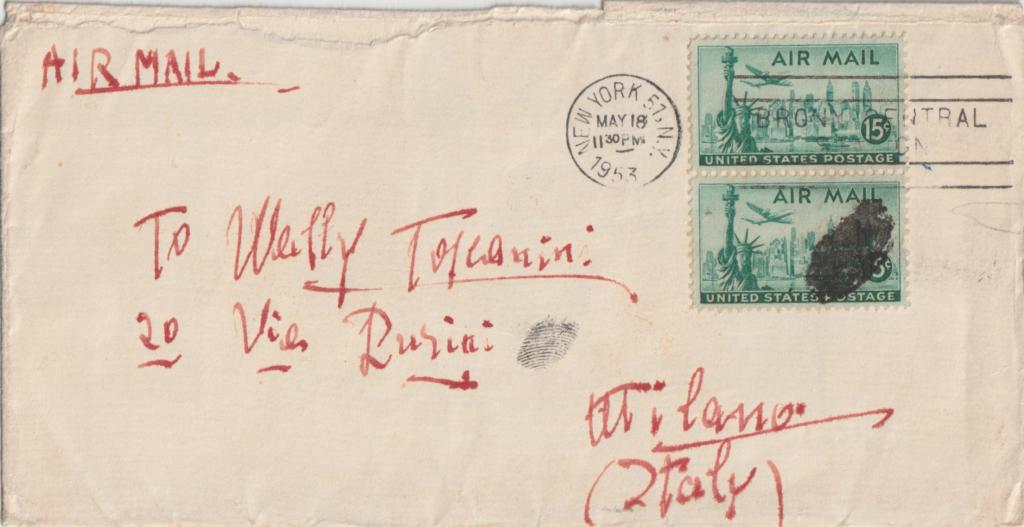 AIR MAIL.
NEW YORK 57, N.Y.
MAY 18
11 30 PM
1953
AIR MAIL
BRONX CENTRAL
15¢
UNITED STATES POSTAGE
AIR MAIL
UNITED STATES POSTAGE
To Wally Toscanini
20 Via Durini
Milano
(Italy)